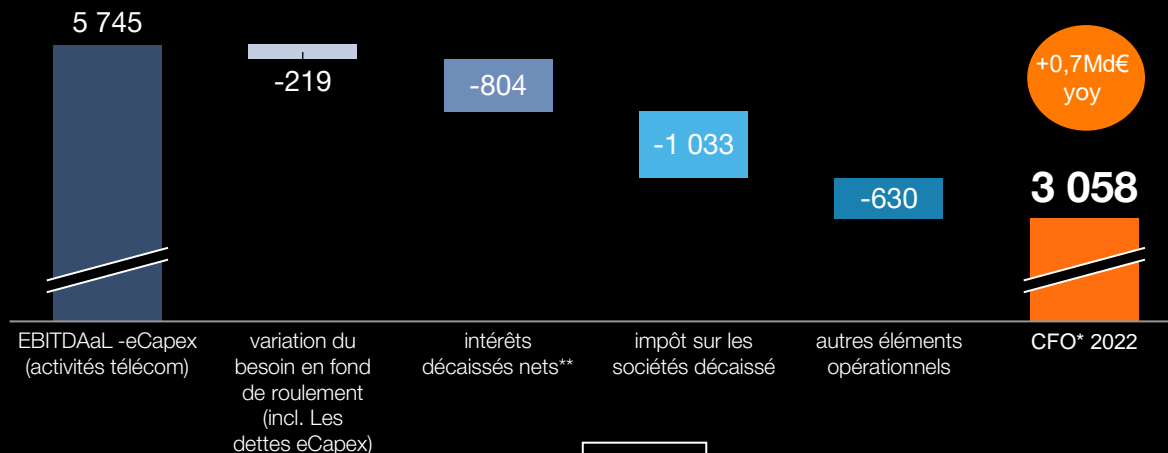 5 745
-219
-804
-1 033
-630
+0,7Md€
yoy
3 058
EBITDAaL -eCapex
(activités télécom)
variation du
besoin en fond
de roulement
(incl. Les
dettes eCapex)
intérêts
décaissés nets**
impôt sur les
sociétés décaissé
autres éléments
opérationnels
CFO* 2022